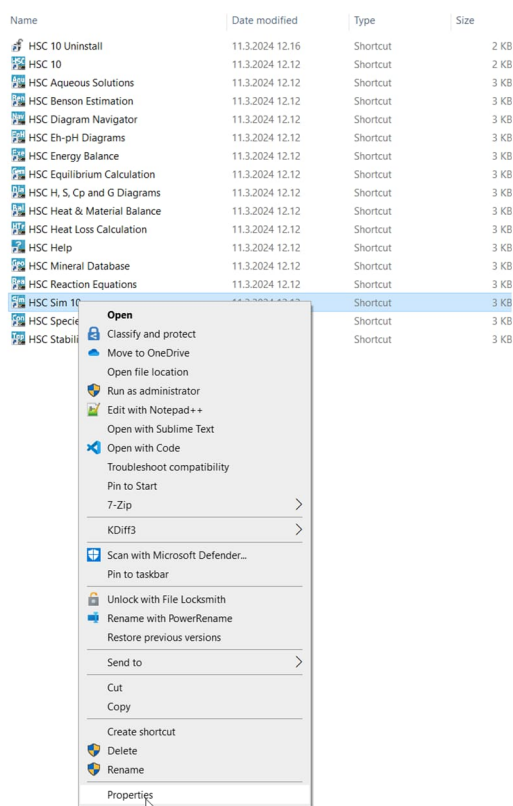 Name Date modified Type Size
HSC 10 Uninstall 11.3.2024 12.16 Shortcut 2 KB
HSC 10 11.3.2024 12.12 Shortcut 2 KB
HSC Aqueous Solutions 11.3.2024 12.12 Shortcut 3 KB
HSC Benson Estimation 11.3.2024 12.12 Shortcut 3 KB
HSC Diagram Navigator 11.3.2024 12.12 Shortcut 3 KB
HSC Eh-pH Diagrams 11.3.2024 12.12 Shortcut 3 KB
HSC Energy Balance 11.3.2024 12.12 Shortcut 3 KB
HSC Equilibrium Calculation 11.3.2024 12.12 Shortcut 3 KB
HSC H, S, Cp and G Diagrams 11.3.2024 12.12 Shortcut 3 KB
HSC Heat & Material Balance 11.3.2024 12.12 Shortcut 3 KB
HSC Heat Loss Calculation 11.3.2024 12.12 Shortcut 3 KB
HSC Help 11.3.2024 12.12 Shortcut 3 KB
HSC Mineral Database 11.3.2024 12.12 Shortcut 3 KB
HSC Reaction Equations 11.3.2024 12.12 Shortcut 3 KB
HSC Sim 10 Shortcut 3 KB
HSC Specie Shortcut 3 KB
HSC Stabili Shortcut 3 KB
Open
Classify and protect
Move to OneDrive
Open file location
Run as administrator
Edit with Notepad++
Open with Sublime Text
Open with Code
Troubleshoot compatibility
Pin to Start
7-Zip
KDiff3
Scan with Microsoft Defender...
Pin to taskbar
Unlock with File Locksmith
Rename with PowerRename
Restore previous versions
Send to
Cut
Copy
Create shortcut
Delete
Rename
Properties